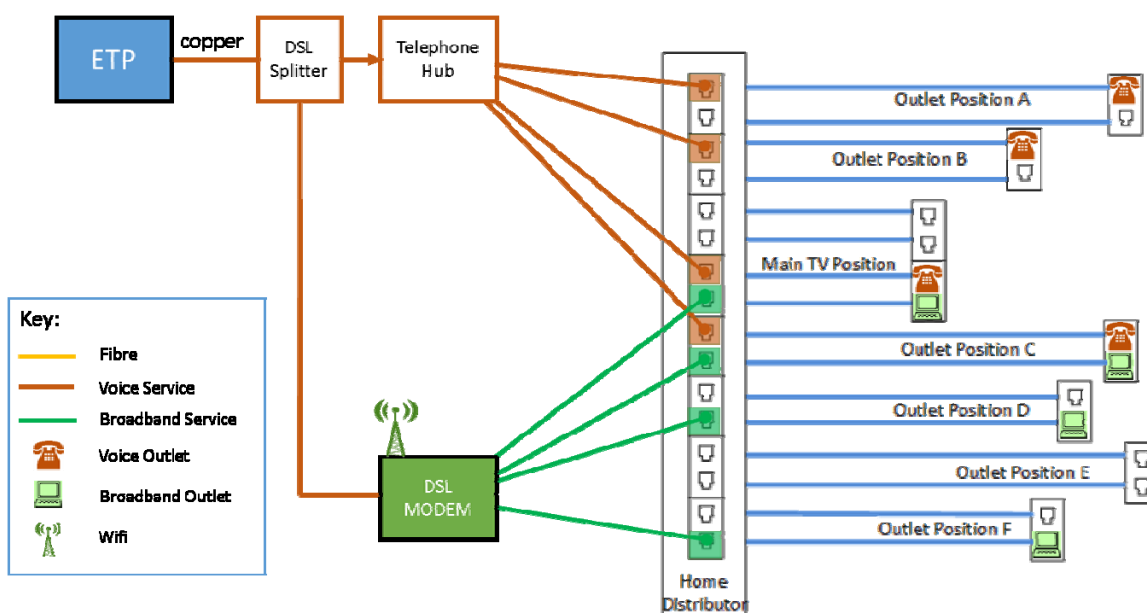 ETP
copper
DSL
Splitter
Telephone
Hub
Outlet Position A
Outlet Position B
Main TV Position
Outlet Position C
Outlet Position D
Outlet Position E
Outlet Position F
Key:
Fibre
Voice Service
Broadband Service
Voice Outlet
Broadband Outlet
Wifi
DSL
MODEM
Home
Distributor